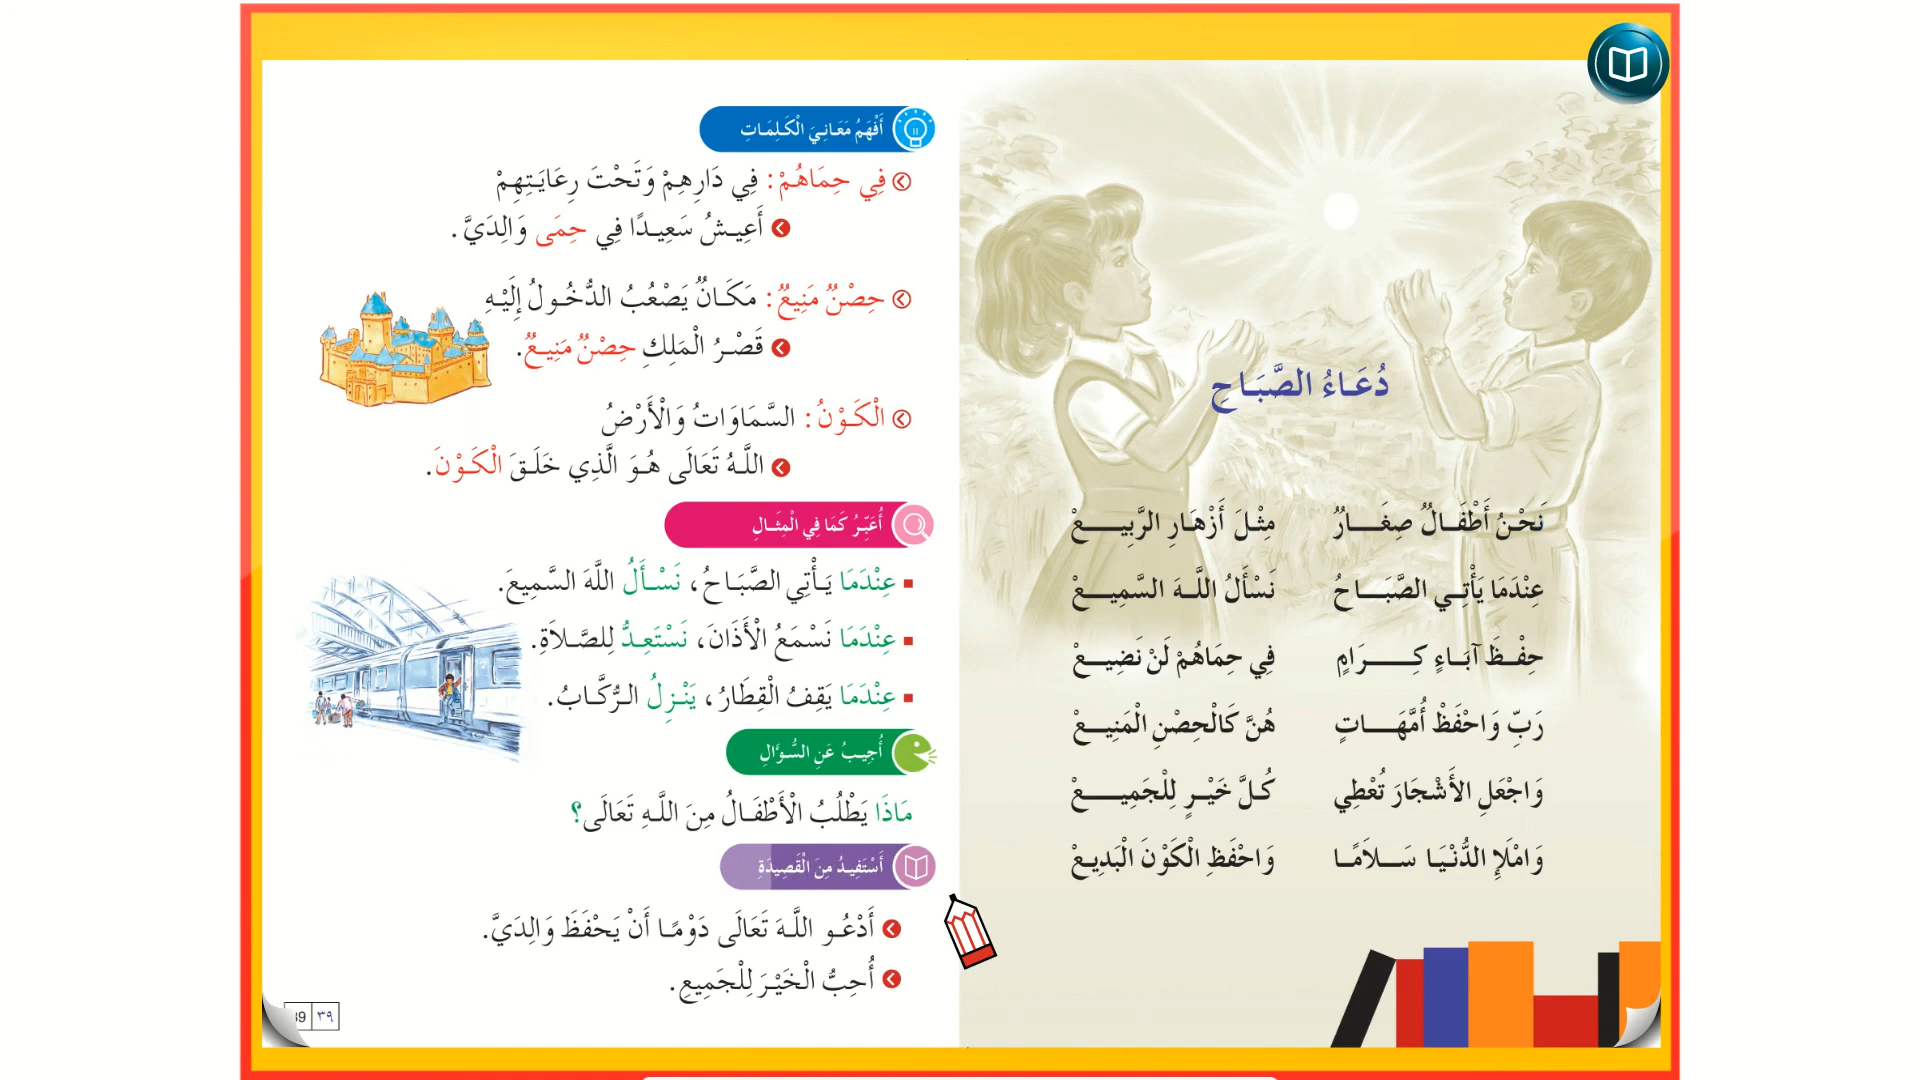 دُعَاءُ الصَّبَاحِ
نَحْنُ أَطْفَالٌ صِغَارٌ مِثْلَ أَزْهَارِ الرَّبِيعْ
عِنْدَمَا يَأْتِي الصَّبَاحُ نَسْأَلُ اللَّهَ السَّمِيعْ
حِفْظَ آبَاءٍ كِرَامٍ فِي حِمَاهُمْ لَنْ نَضِيعْ
رَبِّ وَاحْفَظْ أُمَّهَاتٍ هُنَّ كَالْحِصْنِ الْمَنِيعْ
وَاجْعَلِ الأَشْجَارَ تُعْطِي كُلَّ خَيْرٍ لِلْجَمِيعْ
وَامْلَإِ الدُّنْيَا سَلاَمًا وَاحْفَظِ الْكَوْنَ الْبَدِيعْ
أَفْهَمُ مَعَانِيَ الْكَلِمَاتِ
فِي حِمَاهُمْ: فِي دَارِهِمْ وَتَحْتَ رِعَايَتِهِمْ
أَعِيشُ سَعِيدًا فِي حِمَى وَالِدَيَّ.
حِصْنٌ مَنِيعٌ: مَكَانٌ يَصْعُبُ الدُّخُولُ إِلَيْهِ
قَصْرُ الْمَلِكِ حِصْنٌ مَنِيعٌ.
الْكَوْنُ: السَّمَاوَاتُ وَالْأَرْضُ
اللَّهُ تَعَالَى هُوَ الَّذِي خَلَقَ الْكَوْنَ.
أُعَبِّرُ كَمَا فِي الْمِثَالِ
عِنْدَمَا يَأْتِي الصَّبَاحُ، نَسْأَلُ اللَّهَ السَّمِيعَ.
عِنْدَمَا نَسْمَعُ الْأَذَانَ، نَسْتَعِدُّ لِلصَّلاَةِ.
عِنْدَمَا يَقِفُ الْقِطَارُ، يَنْزِلُ الرُّكَّابُ.
أُجِيبُ عَنِ السُّؤَالِ
مَاذَا يَطْلُبُ الْأَطْفَالُ مِنَ اللَّهِ تَعَالَى؟
أَسْتَفِيدُ مِنَ الْقَصِيدَةِ
أَدْعُو اللَّهَ تَعَالَى دَوْمًا أَنْ يَحْفَظَ وَالِدَيَّ.
أُحِبُّ الْخَيْرَ لِلْجَمِيعِ.
٣٩ 39